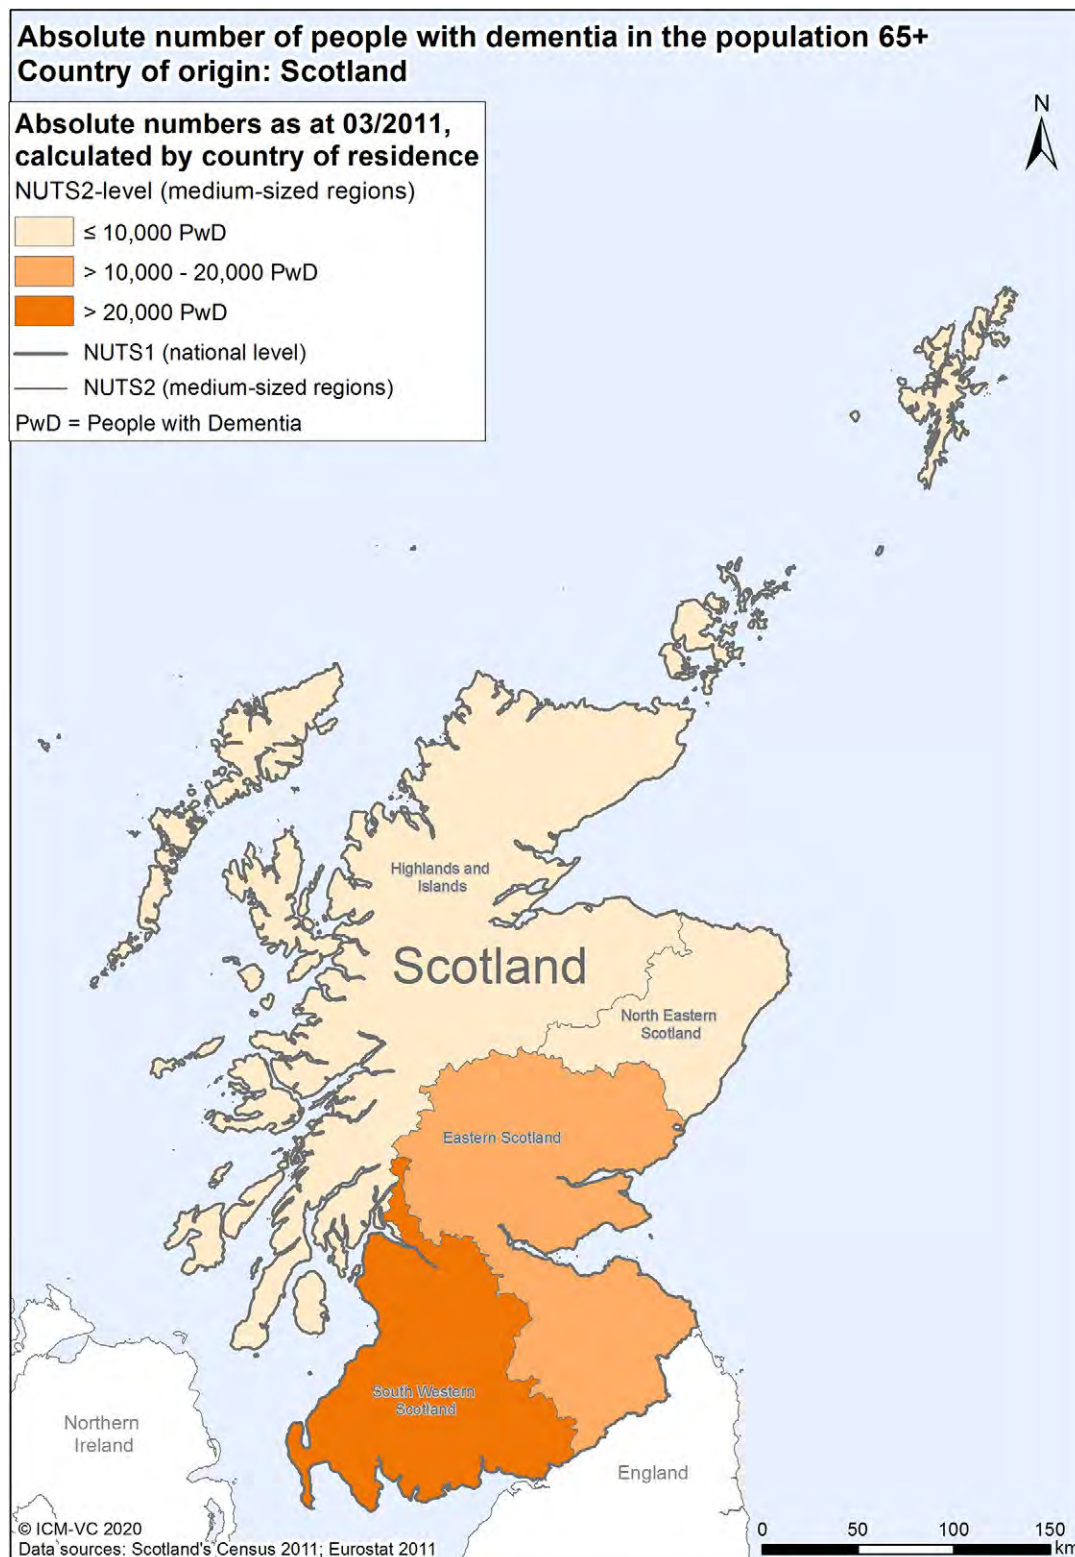 Absolute number of people with dementia in the population 65+
Country of origin: Scotland
Absolute numbers as at 03/2011,
calculated by country of residence
NUTS2-level (medium-sized regions)
≤ 10,000 PwD
> 10,000 - 20,000 PwD
> 20,000 PwD
NUTS1 (national level)
NUTS2 (medium-sized regions)
PwD = People with Dementia
N
Highlands and
Islands
Scotland
North Eastern
Scotland
Eastern Scotland
South Western
Scotland
Northern
Ireland
England
© ICM-VC 2020
Data sources: Scotland's Census 2011; Eurostat 2011
0 50 100 150
km